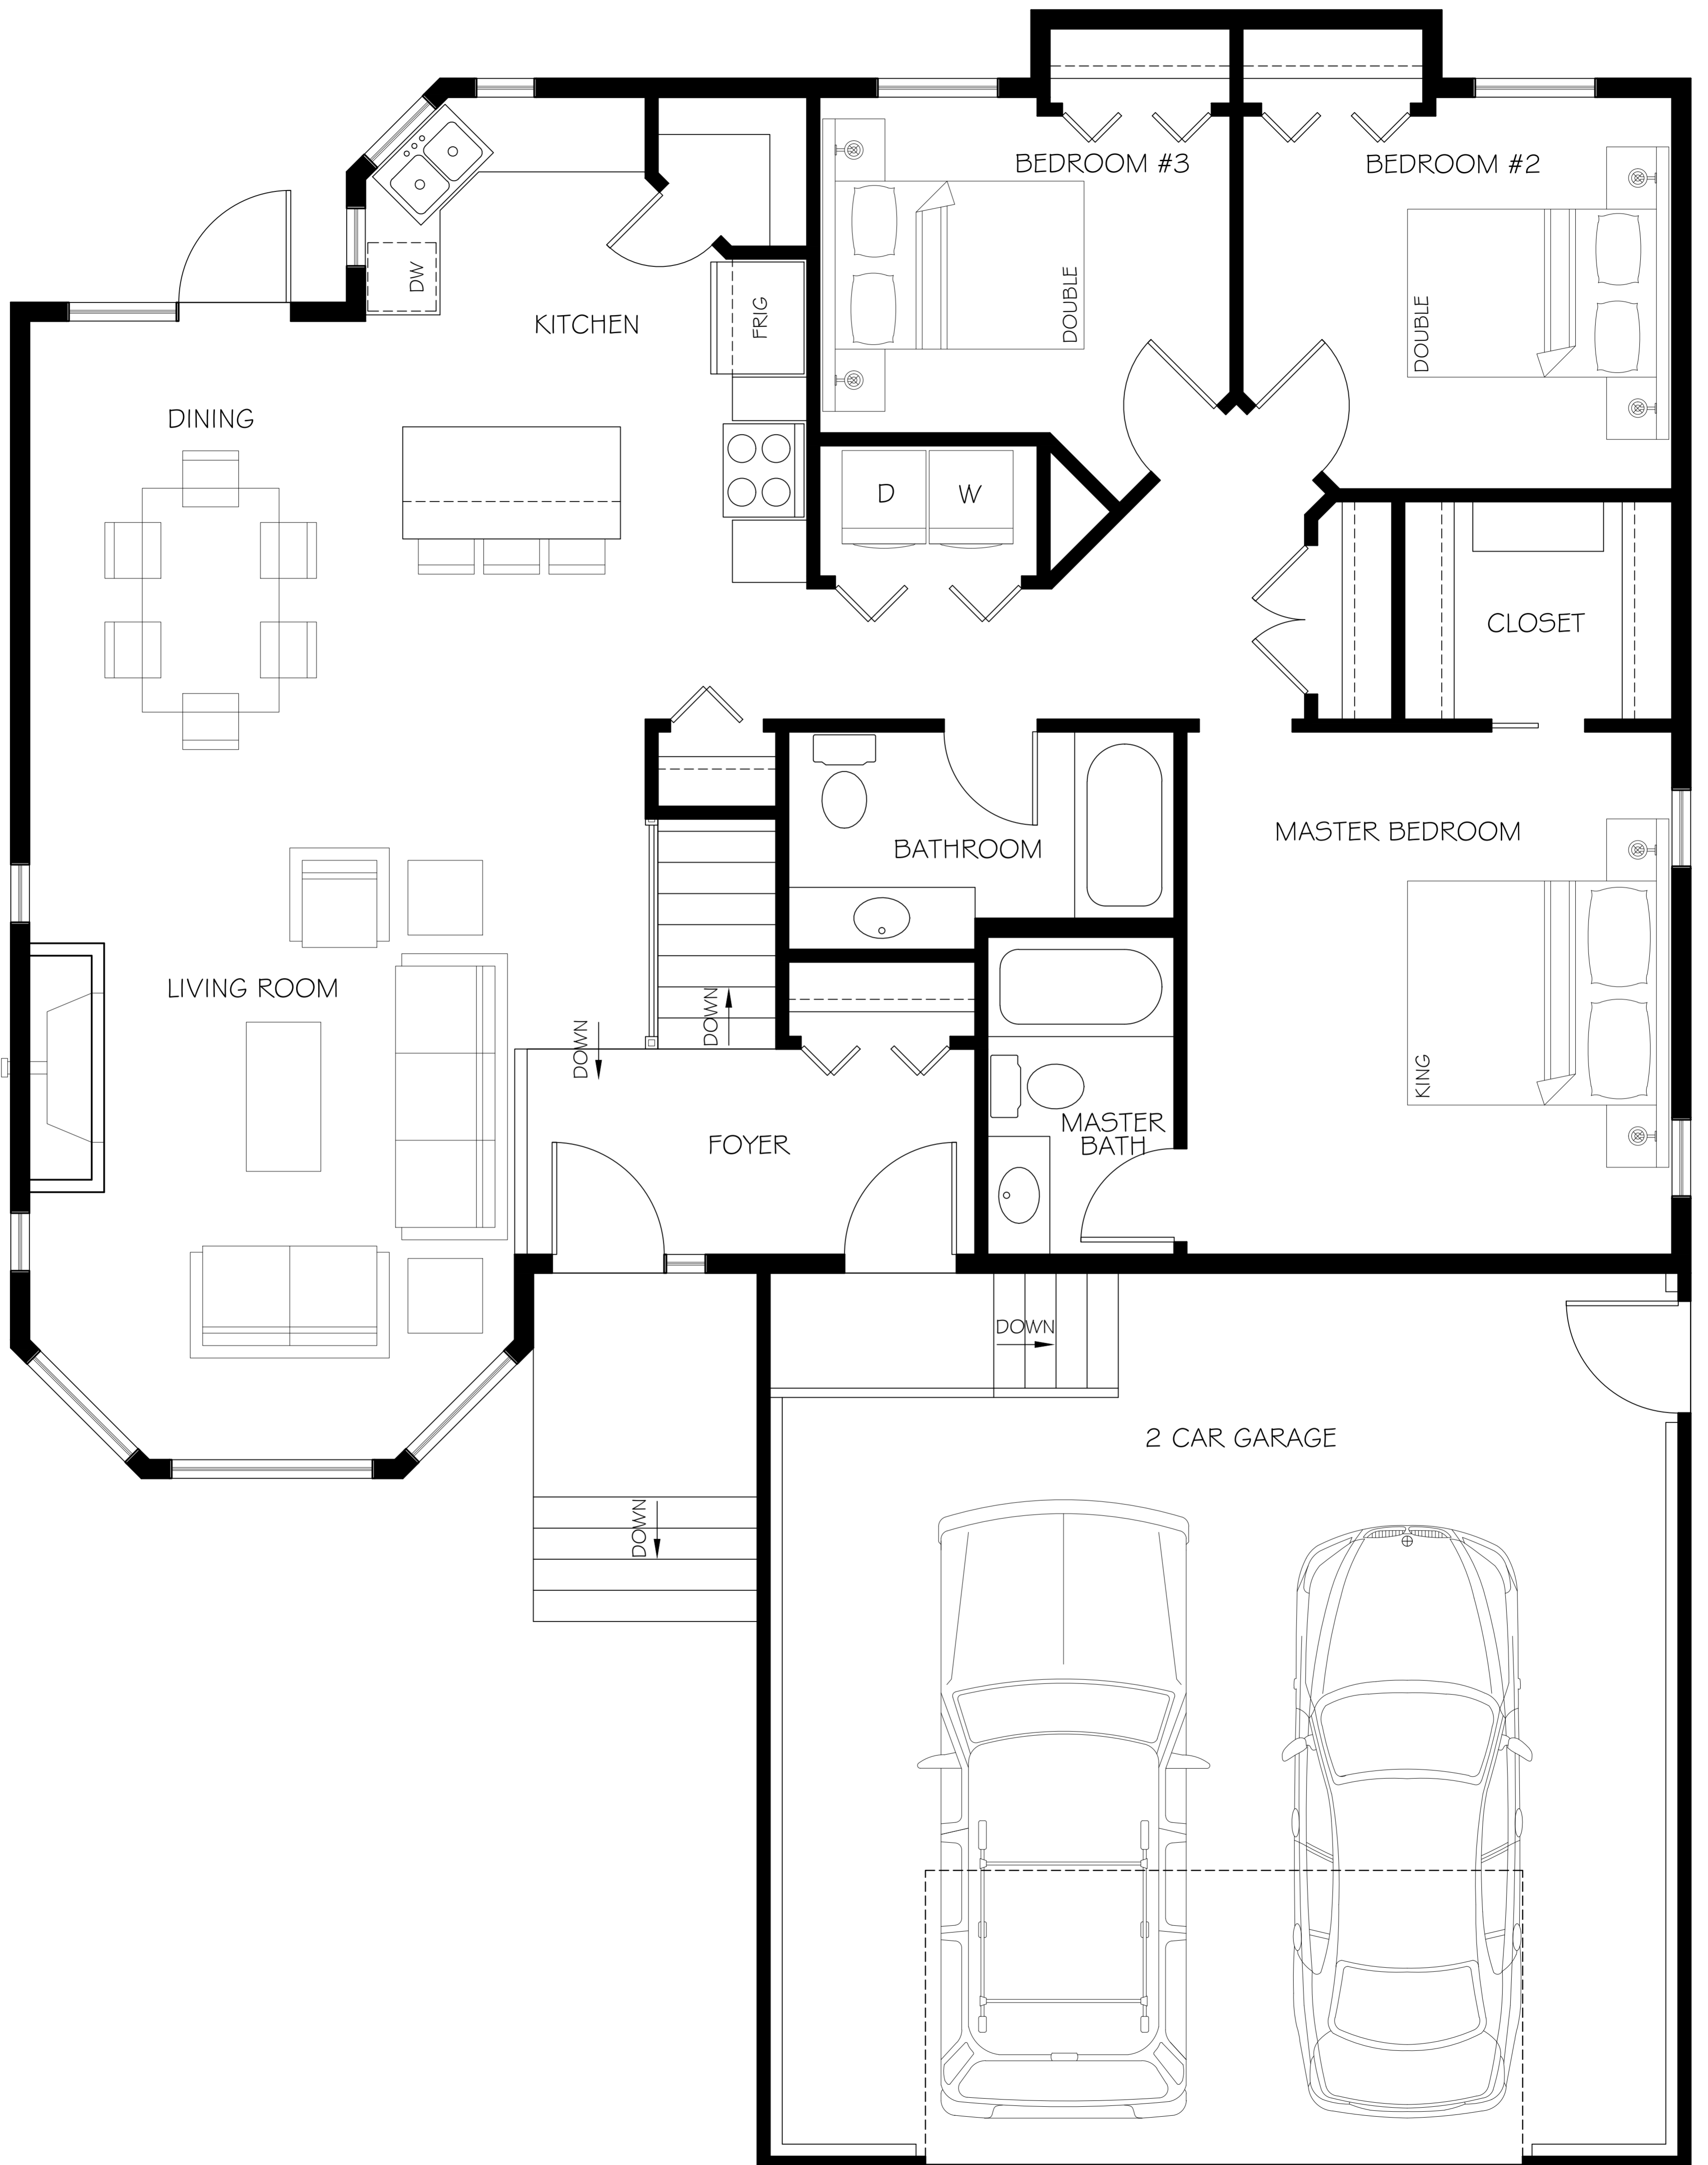 BEDROOM #3
BEDROOM #2
DW
KITCHEN
FRIG
DOUBLE
DOUBLE
DINING
D
W
CLOSET
MASTER BEDROOM
BATHROOM
LIVING ROOM
DOWN
DOWN
KING
MASTER
BATH
FOYER
DOWN
2 CAR GARAGE
DOWN